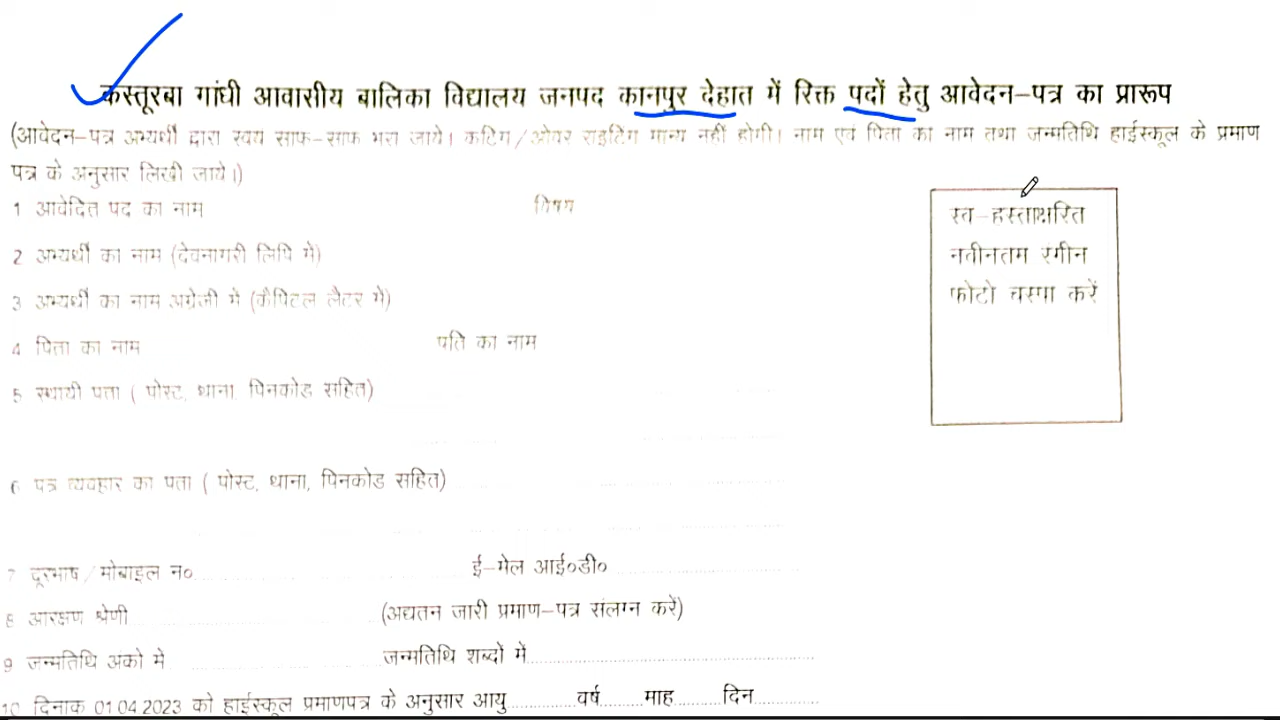 कस्तूरबा गांधी आवासीय बालिका विद्यालय जनपद कानपुर देहात में रिक्त पदों हेतु आवेदन–पत्र का प्रारूप
(आवेदन–पत्र अभ्यर्थी द्वारा स्वय साफ–साफ भरा जाये। कटिग/ओवर राइटिग मान्य नहीं होगी। नाम एवं पिता का नाम तथा जन्मतिथि हाईस्कूल के प्रमाण
पत्र के अनुसार लिखी जाये।)
1 आवेदित पद का नाम विषय
2 अभ्यर्थी का नाम (देवनागरी लिपि मे)
3 अभ्यर्थी का नाम अग्रेजी मे (कैपिटल लेटर मे)
4 पिता का नाम पति का नाम
5 स्थायी पता ( पोस्ट, थाना, पिनकोड सहित)
6 पत्र व्यवहार का पता ( पोस्ट, थाना, पिनकोड सहित)
7 दूरभाष/मोबाइल न० ई–मेल आई०डी०
8 आरक्षण श्रेणी (अद्यतन जारी प्रमाण–पत्र संलग्न करें)
9 जन्मतिथि अंको मे जन्मतिथि शब्दों में
10 दिनाक 01.04.2023 को हाईस्कूल प्रमाणपत्र के अनुसार आयु वर्ष माह दिन
स्व–हस्ताक्षरित
नवीनतम रंगीन
फोटो चस्पा करें